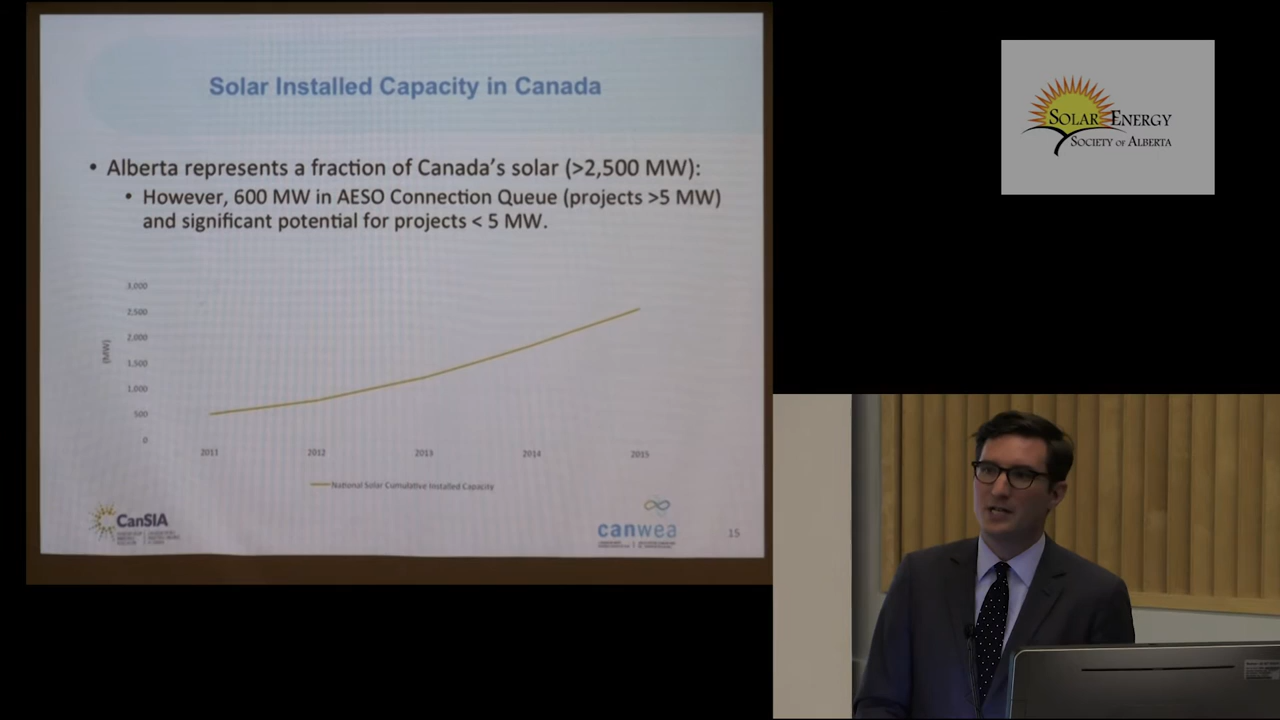 Solar Installed Capacity in Canada
• Alberta represents a fraction of Canada's solar (>2,500 MW):
• However, 600 MW in AESO Connection Queue (projects >5 MW)
and significant potential for projects < 5 MW.
3,000
2,500
2,000
1,500
1,000
500
0
(MW)
2011 2012 2013 2014 2015
National Solar Cumulative Installed Capacity
CanSIA
canwea
15
SOLAR ENERGY
SOCIETY OF ALBERTA